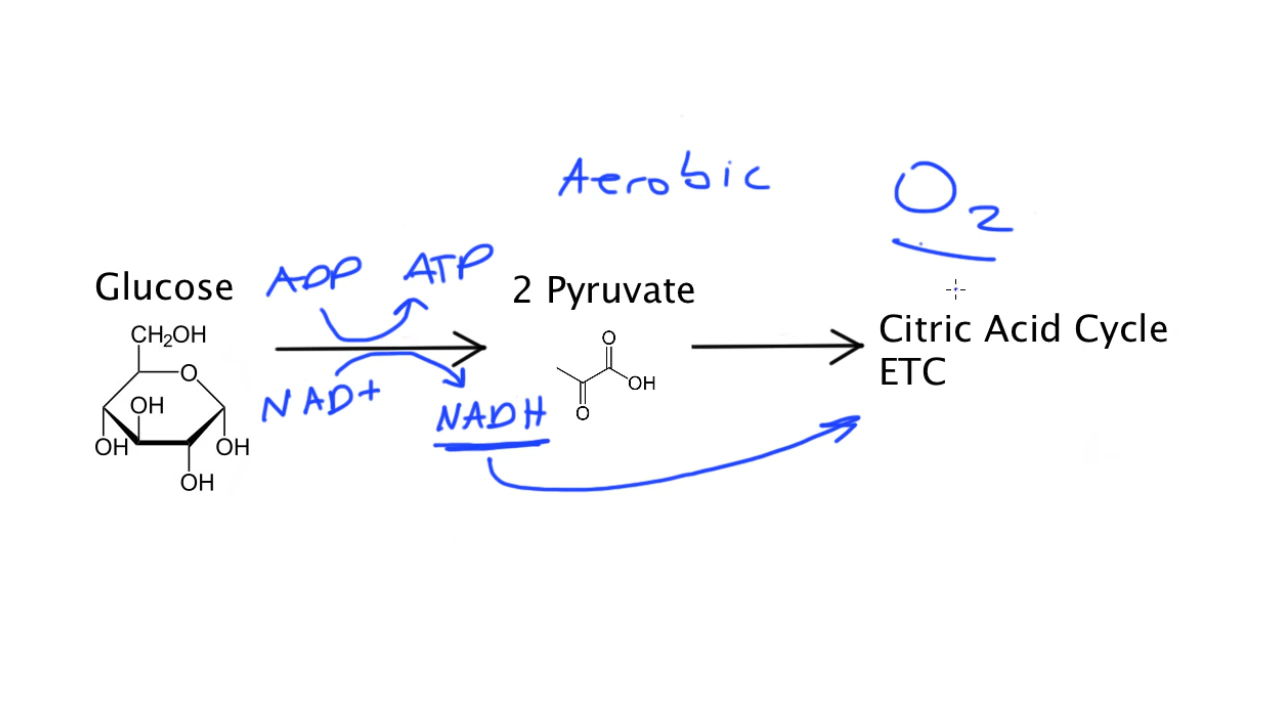 Aerobic
O2
ADP
ATP
Glucose
2 Pyruvate
CH₂OH
O
OH
OH
OH
OH
NAD+
NADH
O
OH
O
Citric Acid Cycle
ETC